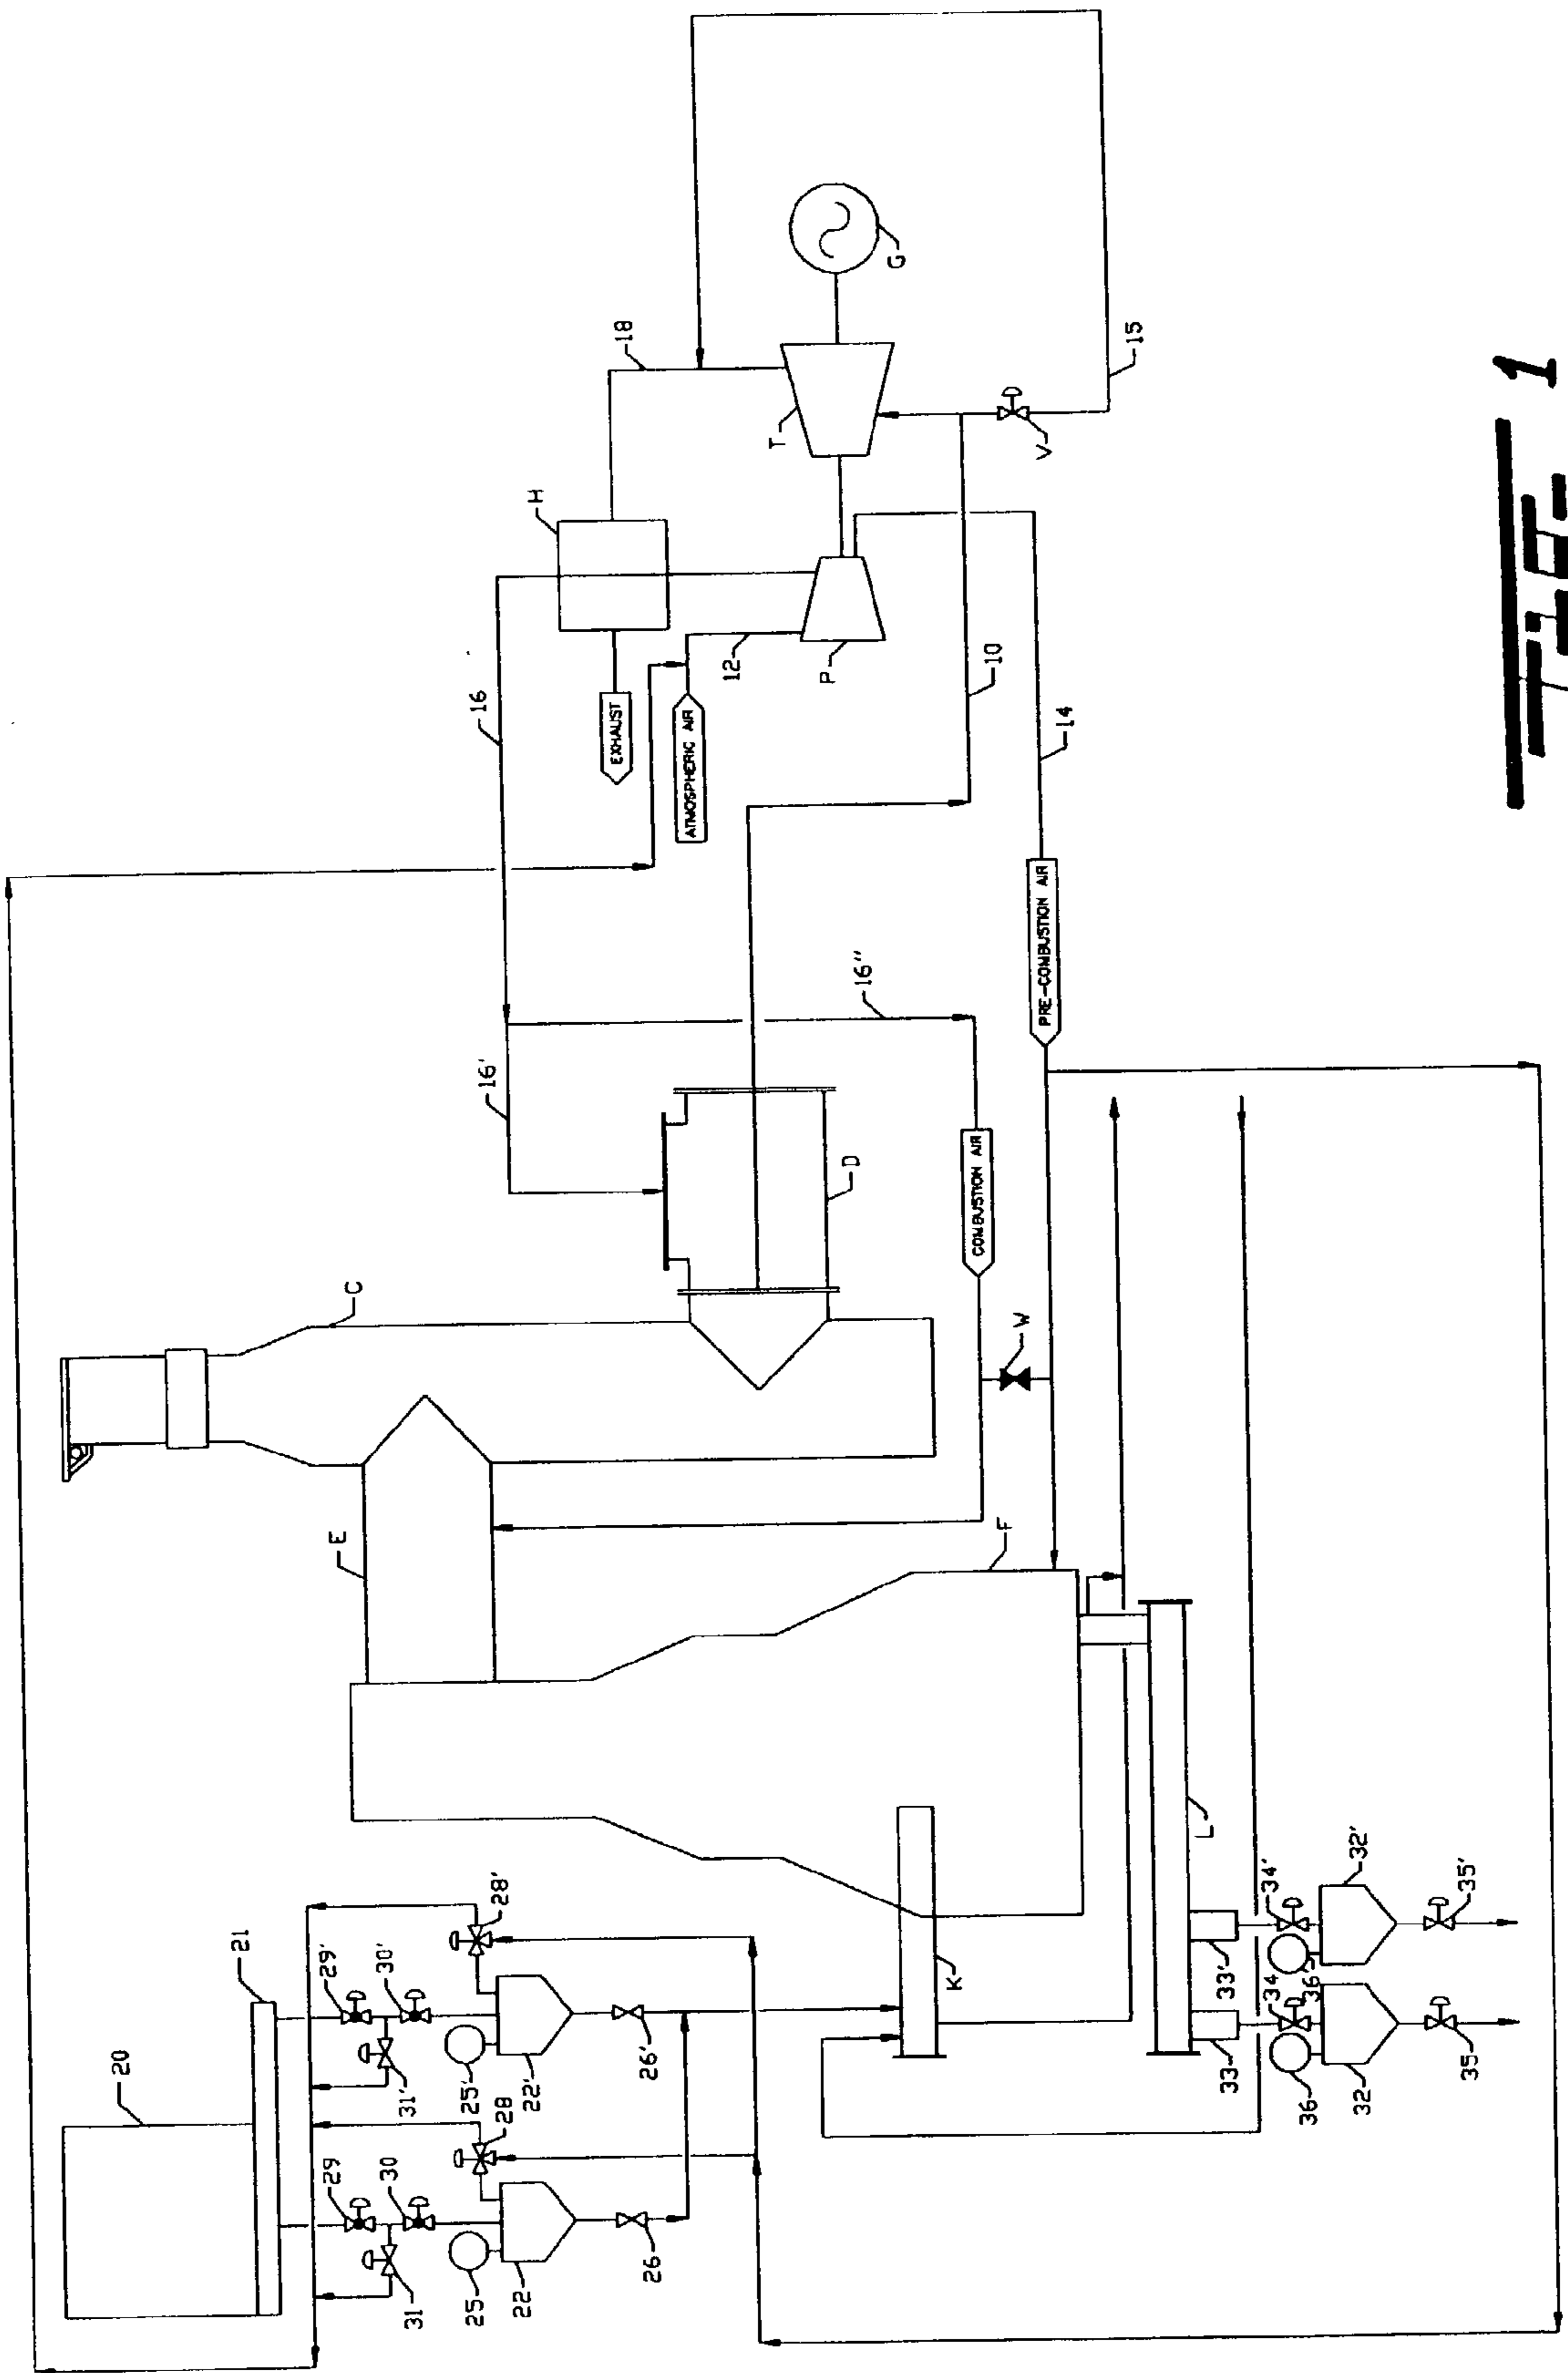 20
21
C
E
29
29'
30
30'
31
31'
25
25'
28
28'
22
22'
16
16'
H
18
EXHAUST
26
26'
ATMOSPHERIC AIR
12
T
P
G
D
16"
K
COMBUSTION AIR
10
W
F
V
PRE-COMBUSTION AIR
14
15
L
33
33'
34
34'
36
36'
32
32'
35
35'
FIG- 1